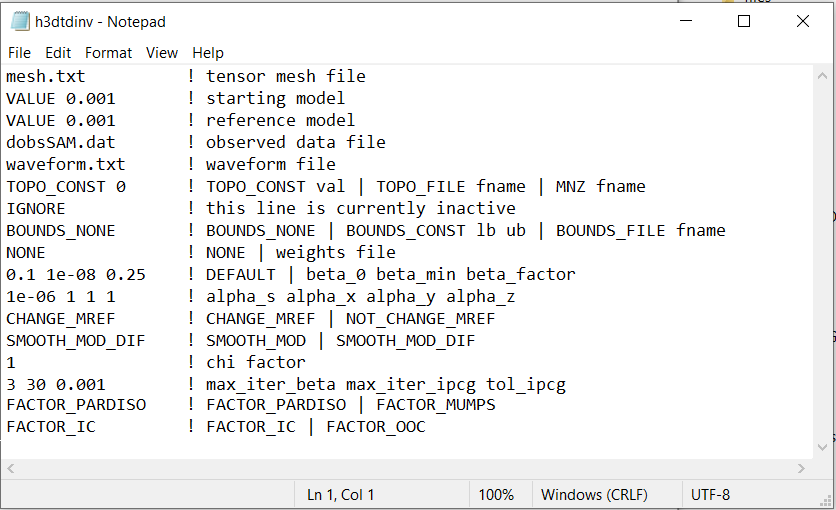 h3dtdinv - Notepad
File Edit Format View Help
mesh.txt ! tensor mesh file
VALUE 0.001 ! starting model
VALUE 0.001 ! reference model
dobsSAM.dat ! observed data file
waveform.txt ! waveform file
TOPO_CONST 0 ! TOPO_CONST val | TOPO_FILE fname | MNZ fname
IGNORE ! this line is currently inactive
BOUNDS_NONE ! BOUNDS_NONE | BOUNDS_CONST lb ub | BOUNDS_FILE fname
NONE ! NONE | weights file
0.1 1e-08 0.25 ! DEFAULT | beta_0 beta_min beta_factor
1e-06 1 1 1 ! alpha_s alpha_x alpha_y alpha_z
CHANGE_MREF ! CHANGE_MREF | NOT_CHANGE_MREF
SMOOTH_MOD_DIF ! SMOOTH_MOD | SMOOTH_MOD_DIF
1 ! chi factor
3 30 0.001 ! max_iter_beta max_iter_ipcg tol_ipcg
FACTOR_PARDISO ! FACTOR_PARDISO | FACTOR_MUMPS
FACTOR_IC ! FACTOR_IC | FACTOR_OOC
Ln 1, Col 1 100% Windows (CRLF) UTF-8